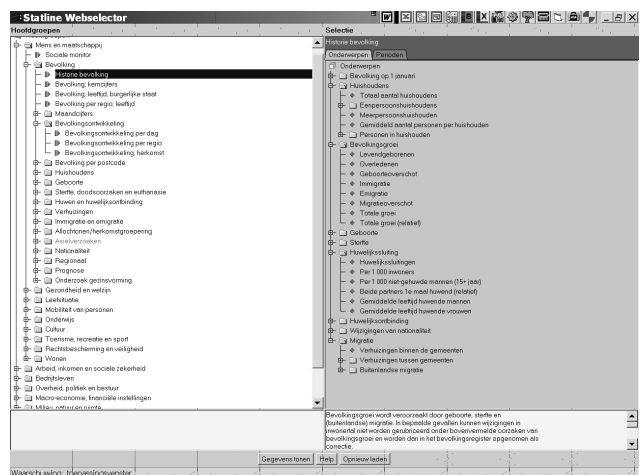 Statline Webselector
Hoofdgroepen
Mens en maatschappij
Sociale monitor
Bevolking
Historie bevolking
Bevolking; kerncijfers
Bevolking; leeftijd, burgerlijke staat
Bevolking per regio; leeftijd
Maandcijfers
Bevolkingsontwikkeling
Bevolkingsontwikkeling per dag
Bevolkingsontwikkeling per regio
Bevolkingsontwikkeling; herkomst
Bevolking per postcode
Huishoudens
Geboorte
Sterfte, doodsoorzaken en euthanasie
Huwen en huwelijksontbinding
Verhuizingen
Immigratie en emigratie
Allochtonen/herkomstgroepering
Asielverzoeken
Nationaliteit
Regionaal
Prognose
Onderzoek gezinsvorming
Gezondheid en welzijn
Leefsituatie
Mobiliteit van personen
Onderwijs
Cultuur
Toerisme, recreatie en sport
Rechtsbescherming en veiligheid
Wonen
Arbeid, inkomen en sociale zekerheid
Bedrijfsleven
Overheid, politiek en bestuur
Macro-economie, financiële instellingen
Milieu, natuur en ruimte
Selectie
Historie bevolking
Onderwerpen Perioden
Onderwerpen
Bevolking op 1 januari
Huishoudens
Totaal aantal huishoudens
Eenpersoonshuishoudens
Meerpersoonshuishouden
Gemiddeld aantal personen per huishouden
Personen in huishouden
Bevolkingsgroei
Levendgeborenen
Overledenen
Geboorteoverschot
Immigratie
Emigratie
Migratieoverschot
Totale groei
Totale groei (relatief)
Geboorte
Sterfte
Huwelijkssluiting
Huwelijkssluitingen
Per 1 000 inwoners
Per 1 000 niet-gehuwde mannen (15+ jaar)
Beide partners 1e maal huwend (relatief)
Gemiddelde leeftijd huwende mannen
Gemiddelde leeftijd huwende vrouwen
Huwelijksontbinding
Wijzigingen van nationaliteit
Migratie
Verhuizingen binnen de gemeenten
Verhuizingen tussen gemeenten
Buitenlandse migratie
Bevolkingsgroei wordt veroorzaakt door geboorte, sterfte en
(buitenlandse) migratie. In bepaalde gevallen kunnen wijzigingen in
inwonertal niet worden gerubriceerd onder bovenvermelde oorzaken van
bevolkingsgroei en worden dan in het bevolkingsregister opgenomen als
correctie.
Gegevens tonen Help Opnieuw laden
Waarschuwing: toepassingsvenster